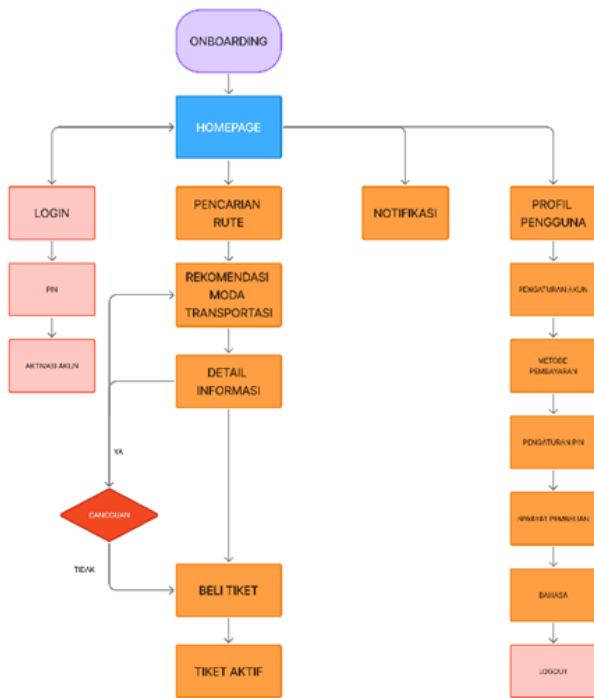 ONBOARDING
HOMEPAGE
LOGIN
PENCARIAN
RUTE
NOTIFIKASI
PROFIL
PENGGUNA
PIN
REKOMENDASI
MODA
TRANSPORTASI
PENGATURAN AKUN
AKTIVASI AKUN
DETAIL
INFORMASI
METODE
PEMBAYARAN
PENGATURAN PIN
YA
GANGGUAN
RIWAYAT PEMBELIAN
TIDAK
BELI TIKET
BAHASA
TIKET AKTIF
LOGOUT